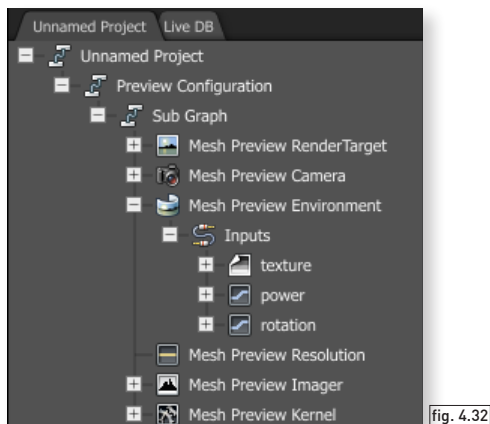 Unnamed Project Live DB
Unnamed Project
Preview Configuration
Sub Graph
Mesh Preview RenderTarget
Mesh Preview Camera
Mesh Preview Environment
Inputs
texture
power
rotation
Mesh Preview Resolution
Mesh Preview Imager
Mesh Preview Kernel
fig. 4.32